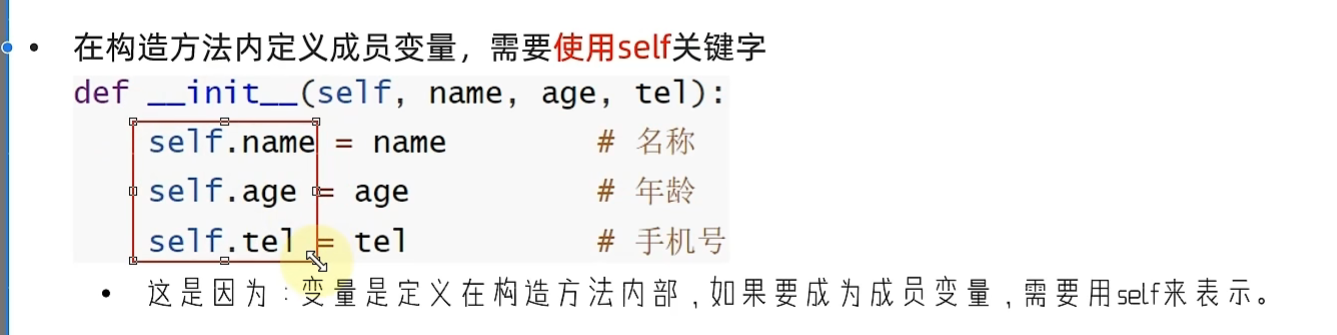 • 在构造方法内定义成员变量，需要使用self关键字
def __init__(self, name, age, tel):
self.name = name # 名称
self.age = age # 年龄
self.tel = tel # 手机号
• 这是因为：变量是定义在构造方法内部，如果要成为成员变量，需要用self来表示。